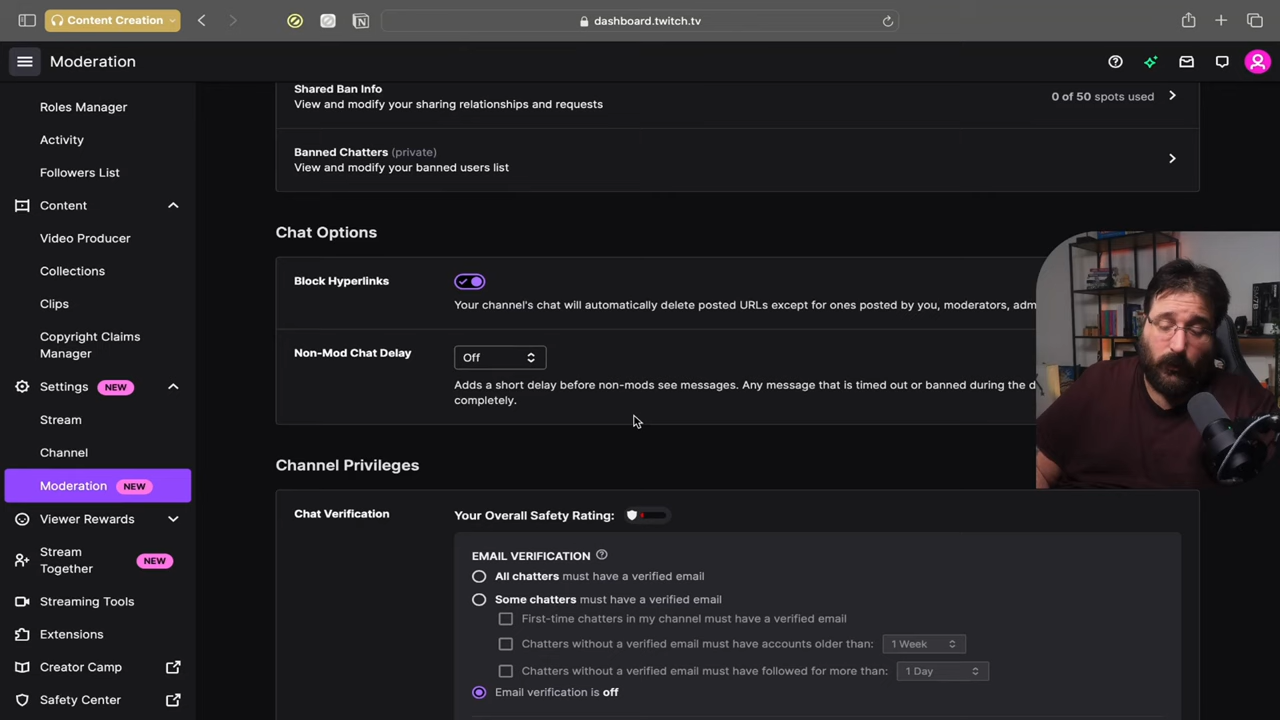 Content Creation
dashboard.twitch.tv
Moderation
Roles Manager
Activity
Followers List
Content
Video Producer
Collections
Clips
Copyright Claims
Manager
Settings NEW
Stream
Channel
Moderation NEW
Viewer Rewards
Stream
Together
NEW
Streaming Tools
Extensions
Creator Camp
Safety Center
Shared Ban Info
View and modify your sharing relationships and requests
0 of 50 spots used
Banned Chatters (private)
View and modify your banned users list
Chat Options
Block Hyperlinks
Your channel's chat will automatically delete posted URLs except for ones posted by you, moderators, adm
Non-Mod Chat Delay
Off
Adds a short delay before non-mods see messages. Any message that is timed out or banned during the d
completely.
Channel Privileges
Chat Verification
Your Overall Safety Rating:
EMAIL VERIFICATION
All chatters must have a verified email
Some chatters must have a verified email
First-time chatters in my channel must have a verified email
Chatters without a verified email must have accounts older than: 1 Week
Chatters without a verified email must have followed for more than: 1 Day
Email verification is off